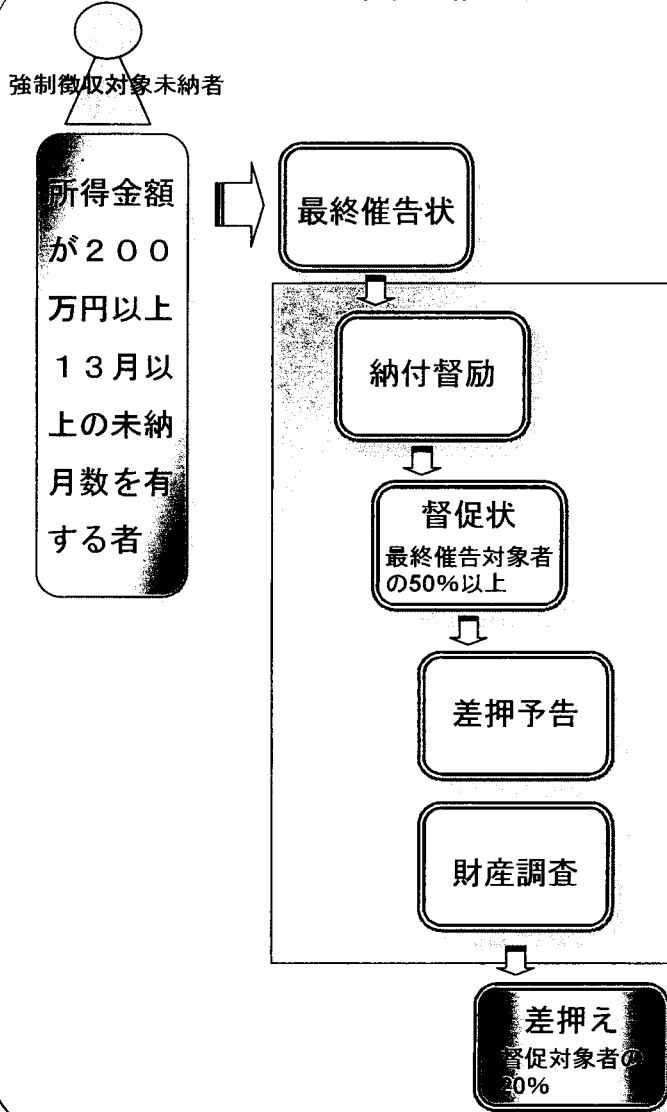 強制徴収対象未納者
所得金額
が２００
万円以上
１３月以
上の未納
月数を有
する者
最終催告状
納付督励
督促状
最終催告対象者
の50%以上
差押予告
財産調査
差押え
督促対象者の
20%